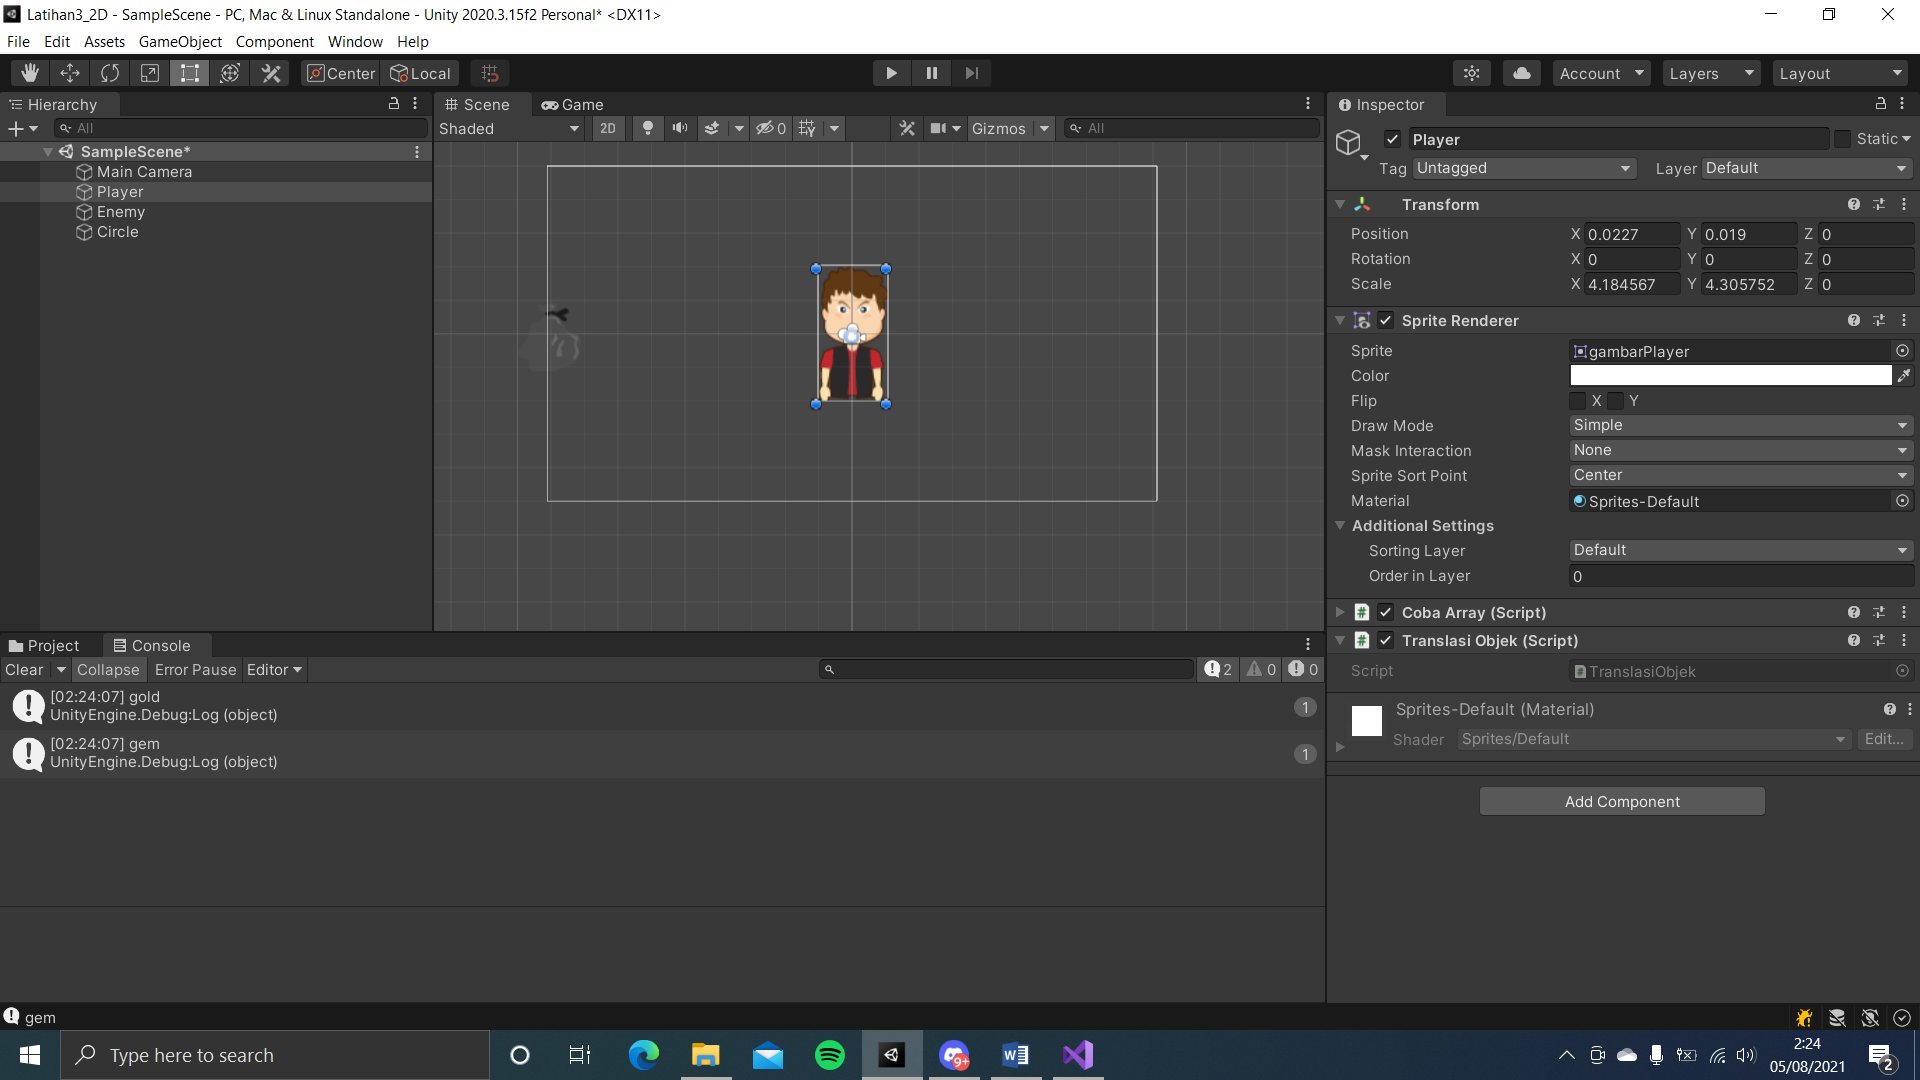 Latihan3_2D - SampleScene - PC, Mac & Linux Standalone - Unity 2020.3.15f2 Personal* <DX11>
File Edit Assets GameObject Component Window Help
Center Local Account Layers Layout
Hierarchy
All
SampleScene*
Main Camera
Player
Enemy
Circle
Scene Game
Shaded 2D 0 Gizmos All
Inspector
Player Static
Tag Untagged Layer Default
Transform
Position X 0.0227 Y 0.019 Z 0
Rotation X 0 Y 0 Z 0
Scale X 4.184567 Y 4.305752 Z 0
Sprite Renderer
Sprite gambarPlayer
Color
Flip X Y
Draw Mode Simple
Mask Interaction None
Sprite Sort Point Center
Material Sprites-Default
Additional Settings
Sorting Layer Default
Order in Layer 0
# Coba Array (Script)
# Translasi Objek (Script)
Script # TranslasiObjek
Sprites-Default (Material)
Shader Sprites/Default Edit...
Add Component
Project Console
Clear Collapse Error Pause Editor 2 0 0
[02:24:07] gold
UnityEngine.Debug:Log (object) 1
[02:24:07] gem
UnityEngine.Debug:Log (object) 1
gem
Type here to search 9+ 2:24
05/08/2021 2